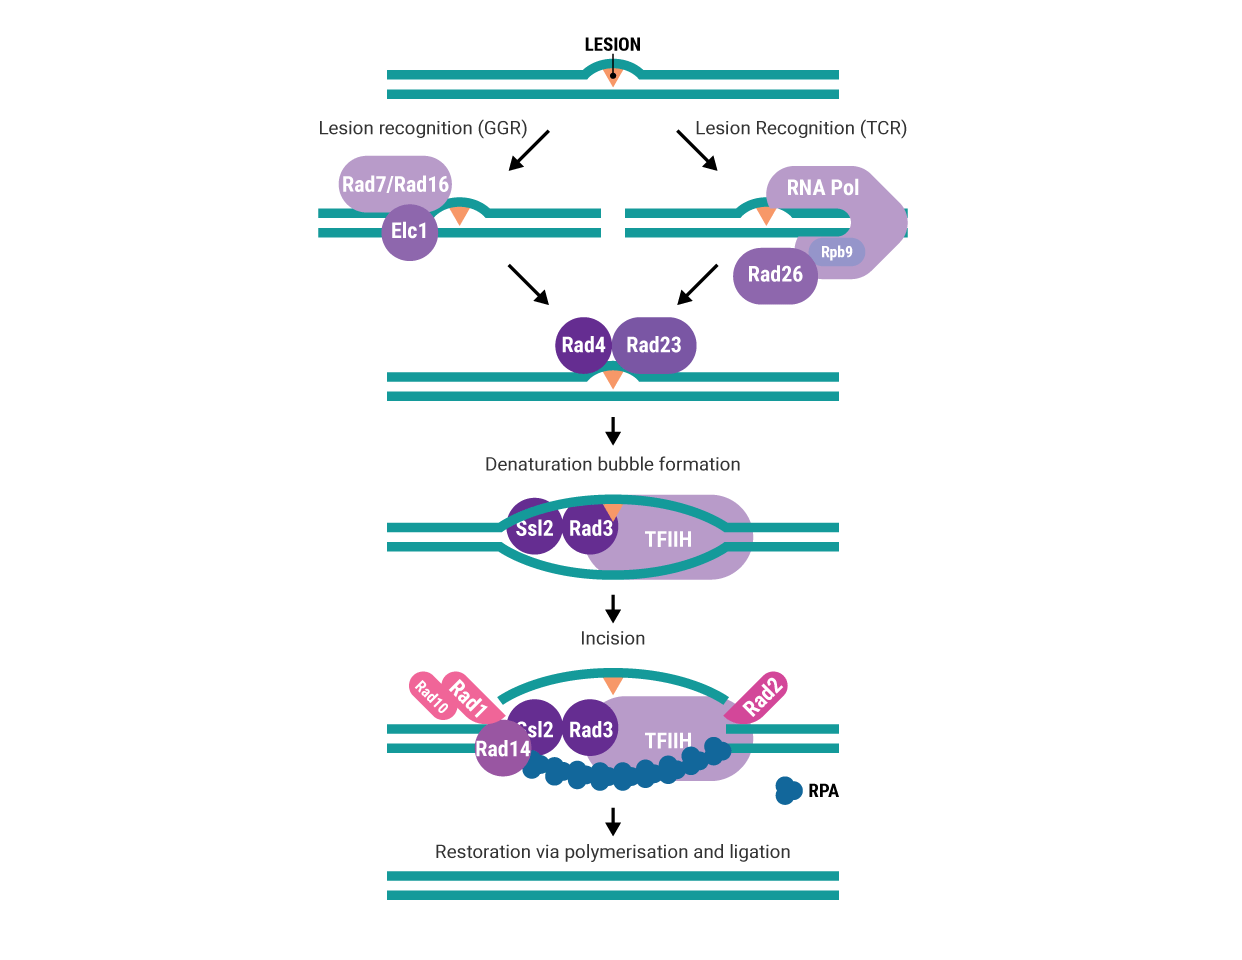 LESION
Lesion recognition (GGR)
Lesion Recognition (TCR)
Rad7/Rad16
Elc1
RNA Pol
Rpb9
Rad26
Rad4
Rad23
Denaturation bubble formation
Ssl2
Rad3
TFIIH
Incision
Rad10
Rad1
Rad2
Ssl2
Rad3
TFIIH
Rad14
RPA
Restoration via polymerisation and ligation